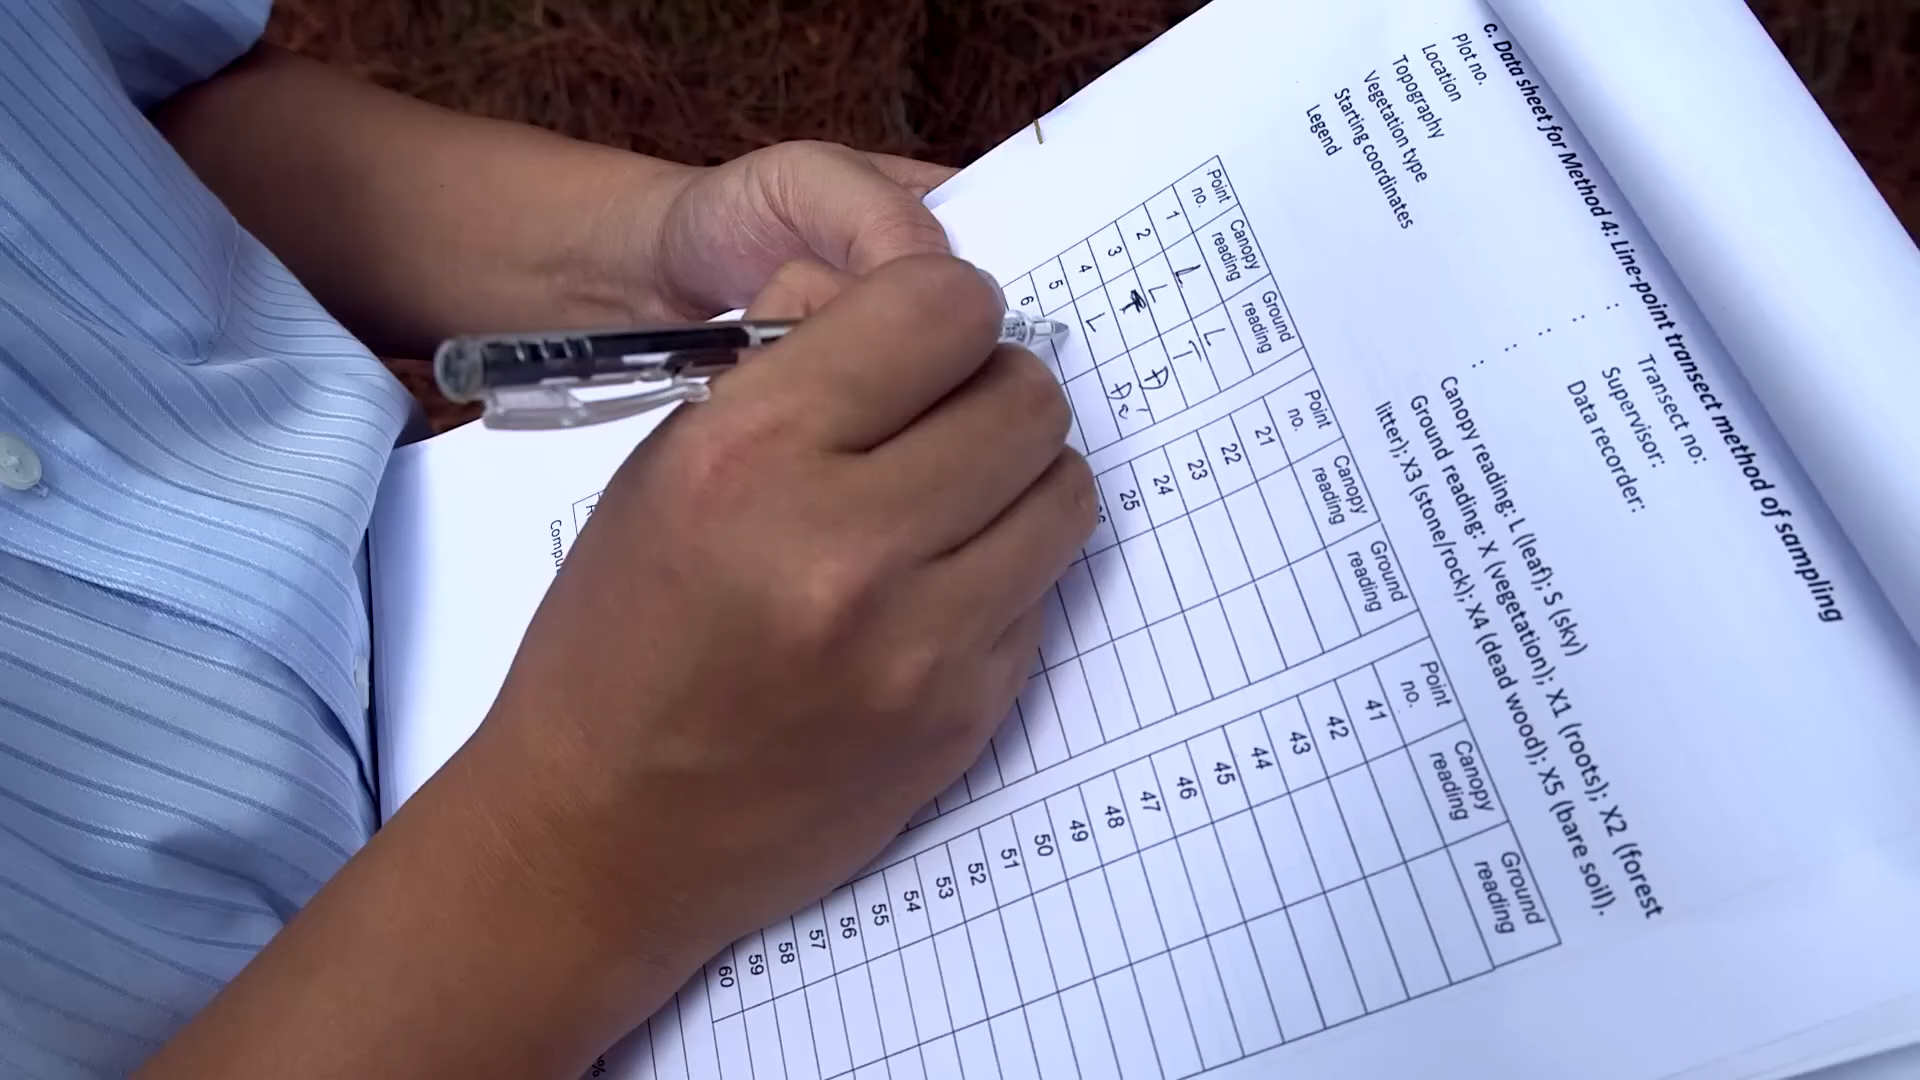 c. Data sheet for Method 4: Line-point transect method of sampling
Plot no. :
Location :
Topography :
Vegetation type :
Starting coordinates :
Legend
Transect no:
Supervisor:
Data recorder:
Canopy reading: L (leaf); S (sky)
Ground reading: X (vegetation); X1 (roots); X2 (forest
litter); X3 (stone/rock); X4 (dead wood); X5 (bare soil).
Point no. Canopy reading Ground reading
1 L L
2 L T
3 T D
4 L
5
6
Point no. Canopy reading Ground reading
21
22
23
24
25
Point no. Canopy reading Ground reading
41
42
43
44
45
46
47
48
49
50
51
52
53
54
55
56
57
58
59
60
%